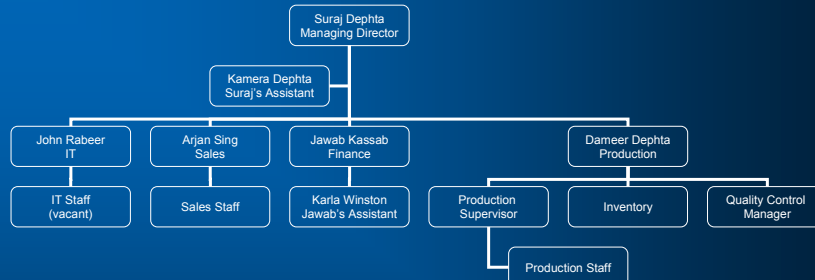 Suraj Dephta
Managing Director
Kamera Dephta
Suraj's Assistant
John Rabeer
IT
Arjan Sing
Sales
Jawab Kassab
Finance
Dameer Dephta
Production
IT Staff
(vacant)
Sales Staff
Karla Winston
Jawab's Assistant
Production
Supervisor
Inventory
Quality Control
Manager
Production Staff